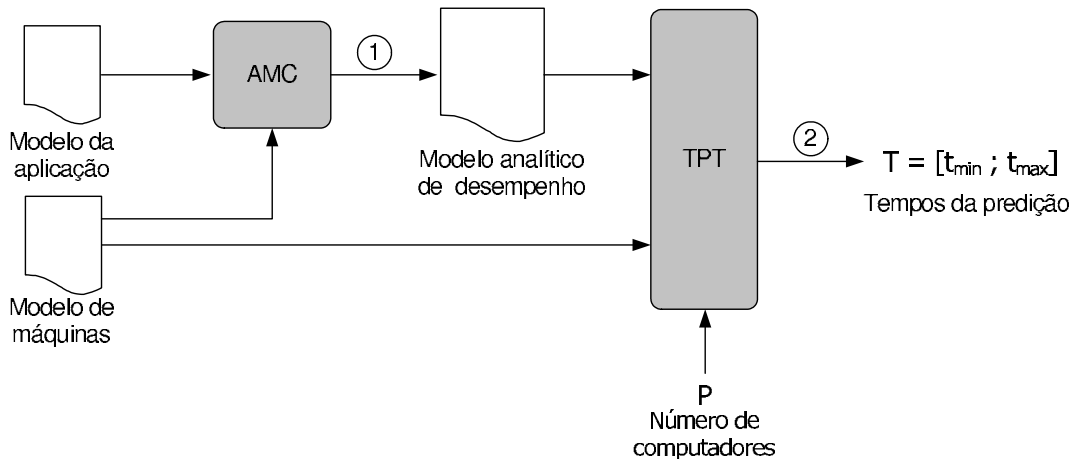 Modelo da
aplicação
AMC
1
Modelo analítico
de desempenho
Modelo de
máquinas
TPT
2
T = [tmin ; tmax]
Tempos da predição
P
Número de
computadores